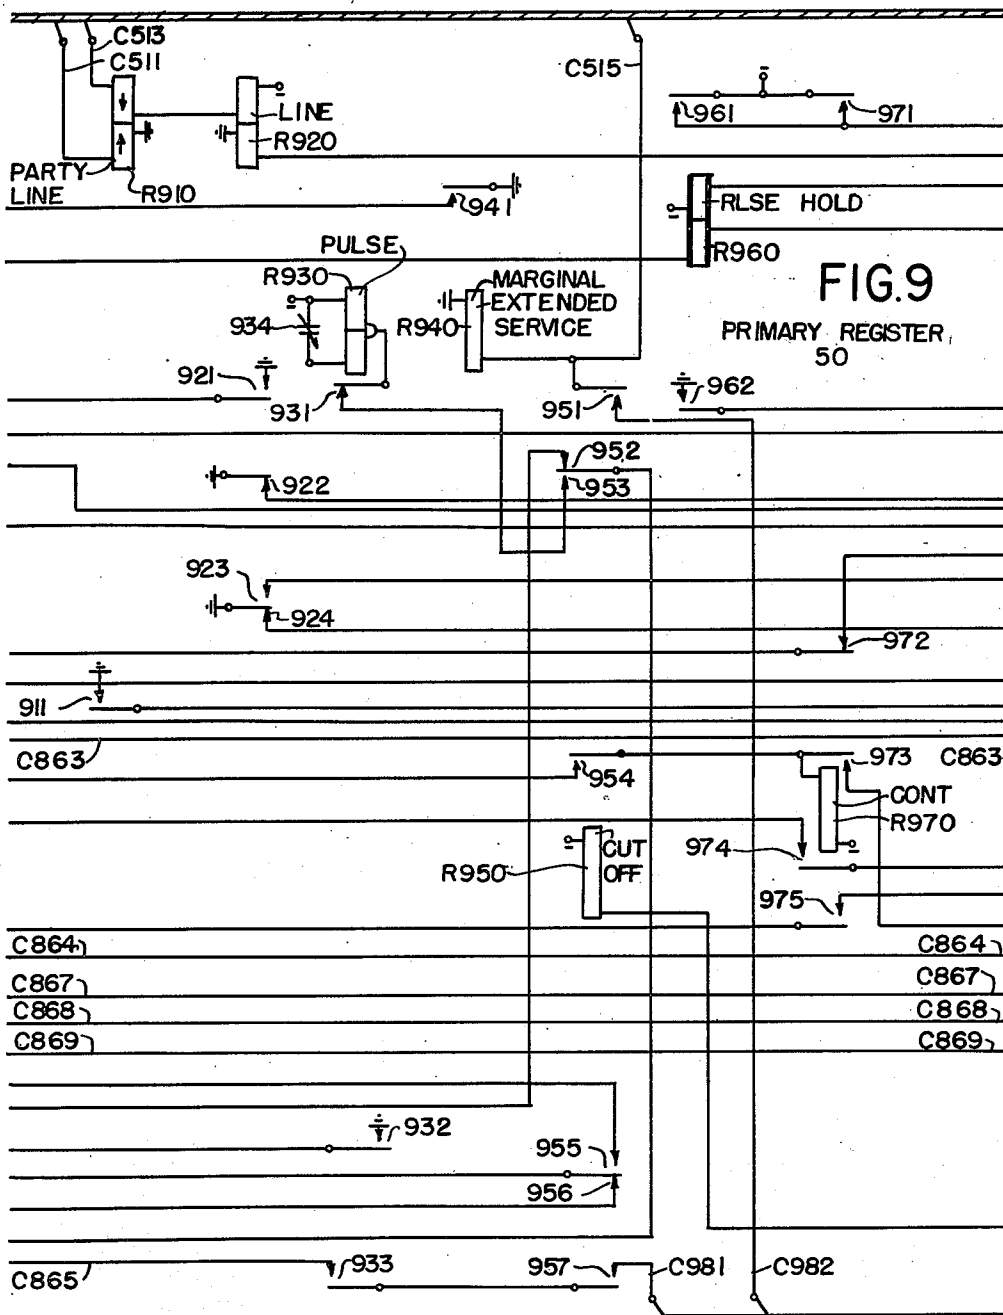 C513
C511
C515
961
971
LINE
R920
PARTY
LINE
R910
941
RLSE HOLD
R960
PULSE
R930
934
MARGINAL
EXTENDED
SERVICE
R940
FIG.9
PRIMARY REGISTER
50
921
931
951
962
952
953
922
923
924
972
911
C863
954
973
C863
CONT
R970
974
CUT
OFF
R950
975
C864
C864
C867
C867
C868
C868
C869
C869
932
955
956
C865
933
957
C981
C982